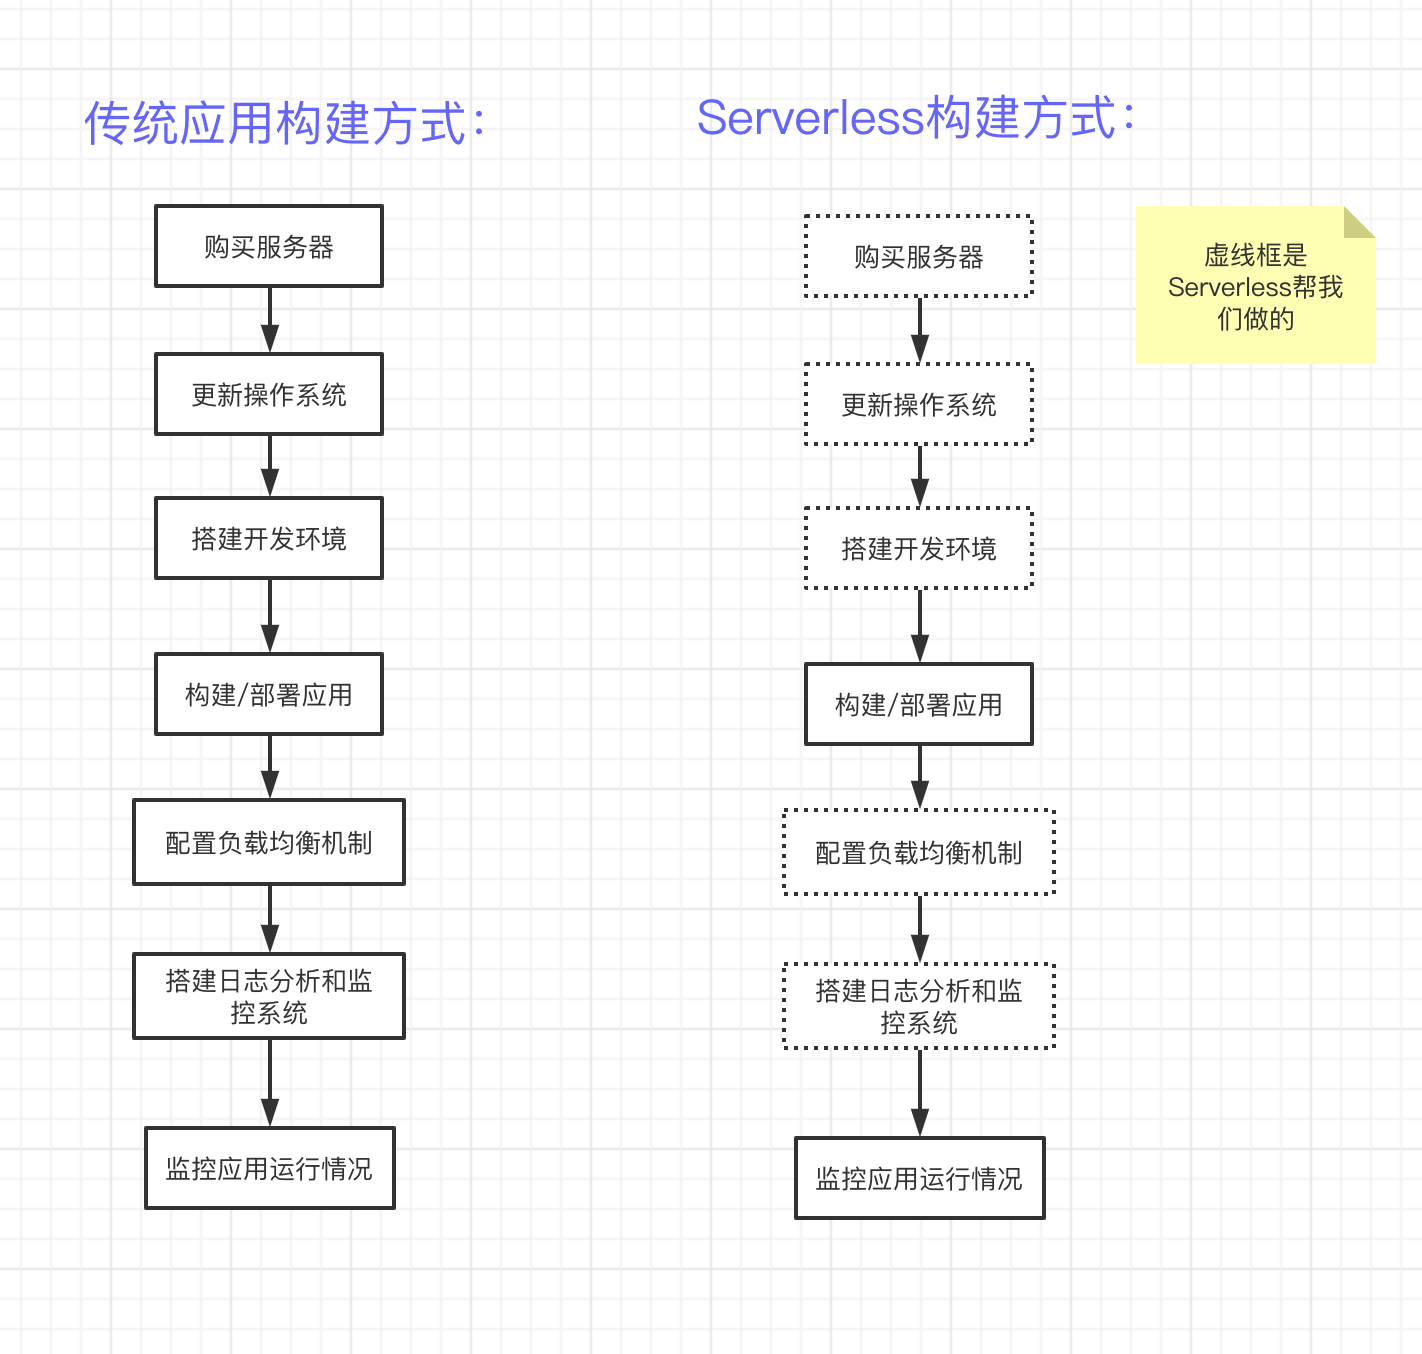 传统应用构建方式：
购买服务器
更新操作系统
搭建开发环境
构建/部署应用
配置负载均衡机制
搭建日志分析和监
控系统
监控应用运行情况
Serverless构建方式：
购买服务器
更新操作系统
搭建开发环境
构建/部署应用
配置负载均衡机制
搭建日志分析和监
控系统
监控应用运行情况
虚线框是
Serverless帮我
们做的